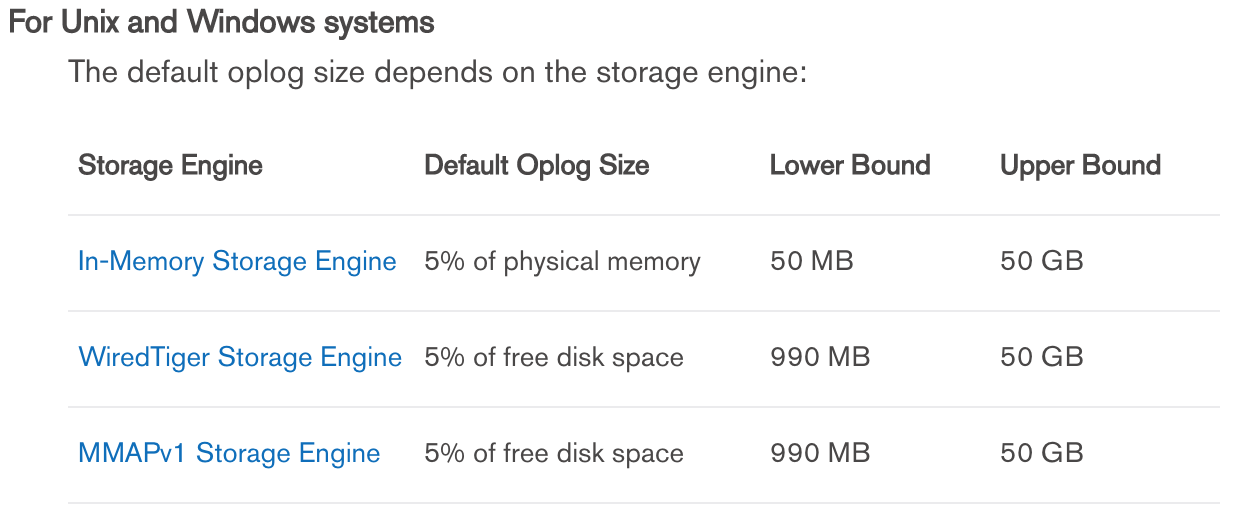 For Unix and Windows systems
The default oplog size depends on the storage engine:
Storage Engine Default Oplog Size Lower Bound Upper Bound
In-Memory Storage Engine 5% of physical memory 50 MB 50 GB
WiredTiger Storage Engine 5% of free disk space 990 MB 50 GB
MMAPv1 Storage Engine 5% of free disk space 990 MB 50 GB